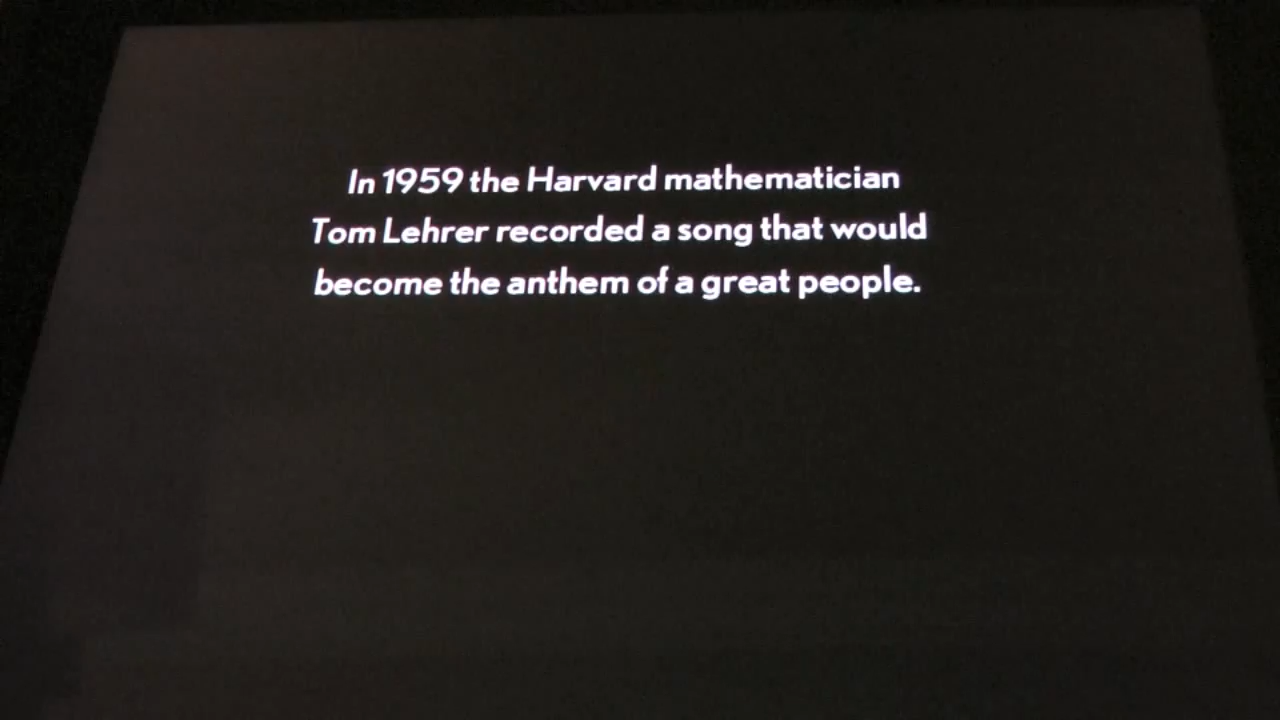 In 1959 the Harvard mathematician
Tom Lehrer recorded a song that would
become the anthem of a great people.